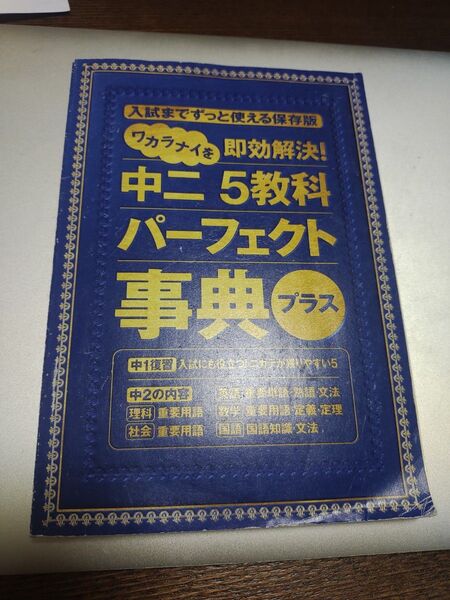 入試までずっと使える保存版
ワカラナイを 即効解決!
中二 5教科
パーフェクト
事典 プラス
中1復習 入試にも役立つ!ニガテが残りやすい5
中2の内容 英語 重要単語・熟語・文法
理科 重要用語 数学 重要用語・定義・定理
社会 重要用語 国語 国語知識・文法